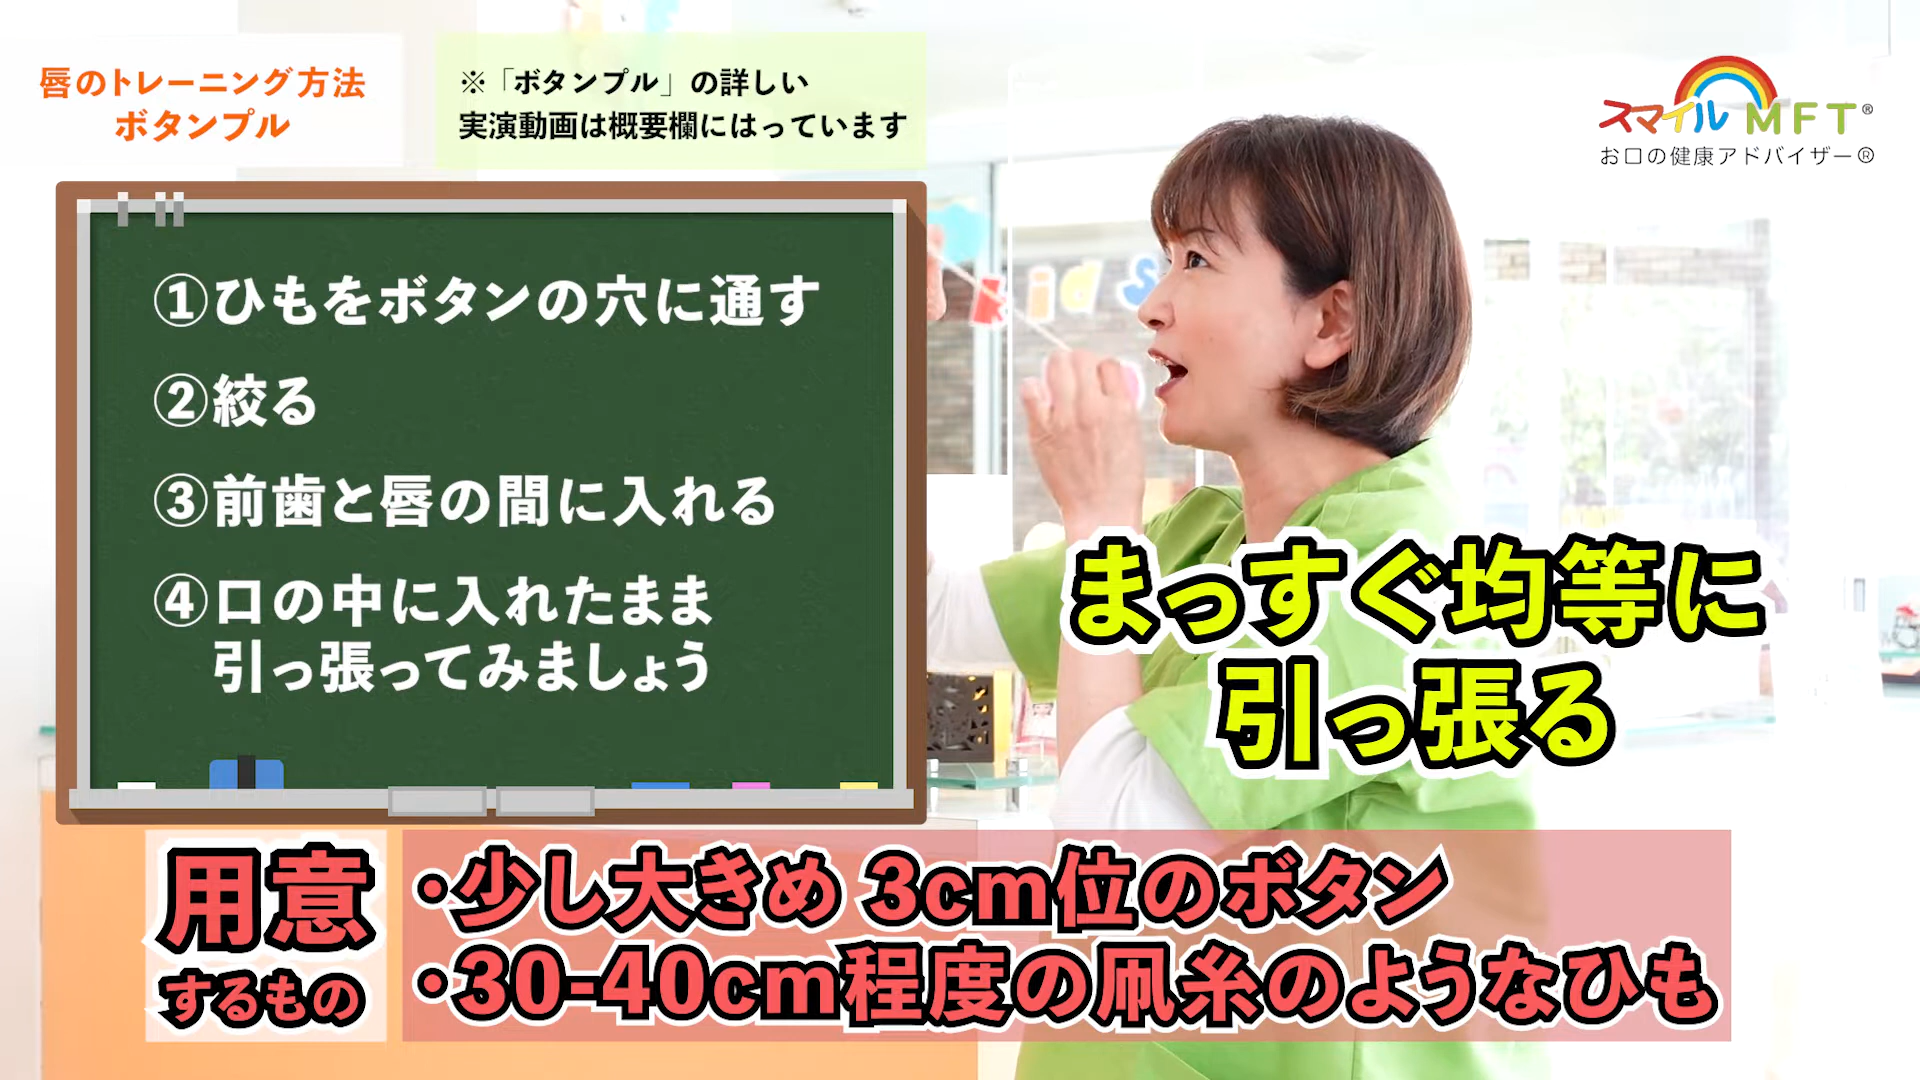 唇のトレーニング方法
ボタンプル
※「ボタンプル」の詳しい
実演動画は概要欄にはっています
スマイルMFT®
お口の健康アドバイザー®
kids
①ひもをボタンの穴に通す
②絞る
③前歯と唇の間に入れる
④口の中に入れたまま
引っ張ってみましょう
まっすぐ均等に
引っ張る
用意
するもの
・少し大きめ 3cm位のボタン
・30-40cm程度の凧糸のようなひも